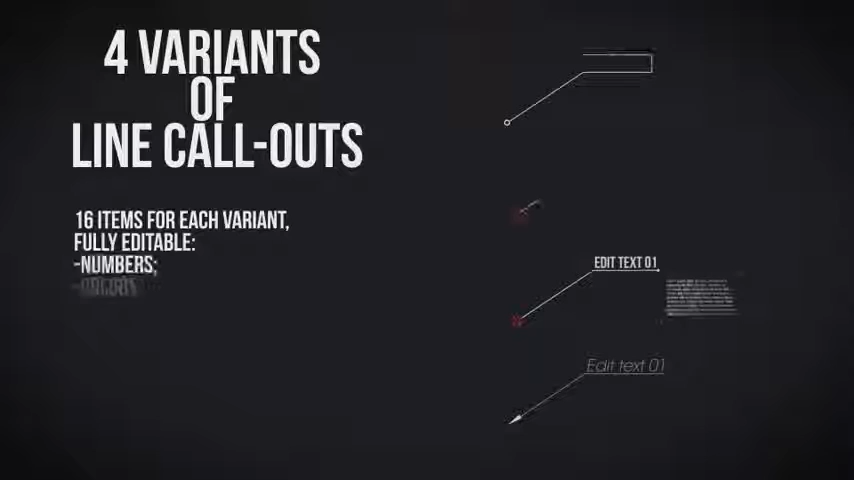 4 VARIANTS
OF
LINE CALL-OUTS
16 ITEMS FOR EACH VARIANT,
FULLY EDITABLE:
-NUMBERS;
EDIT TEXT 01
Edit text 01